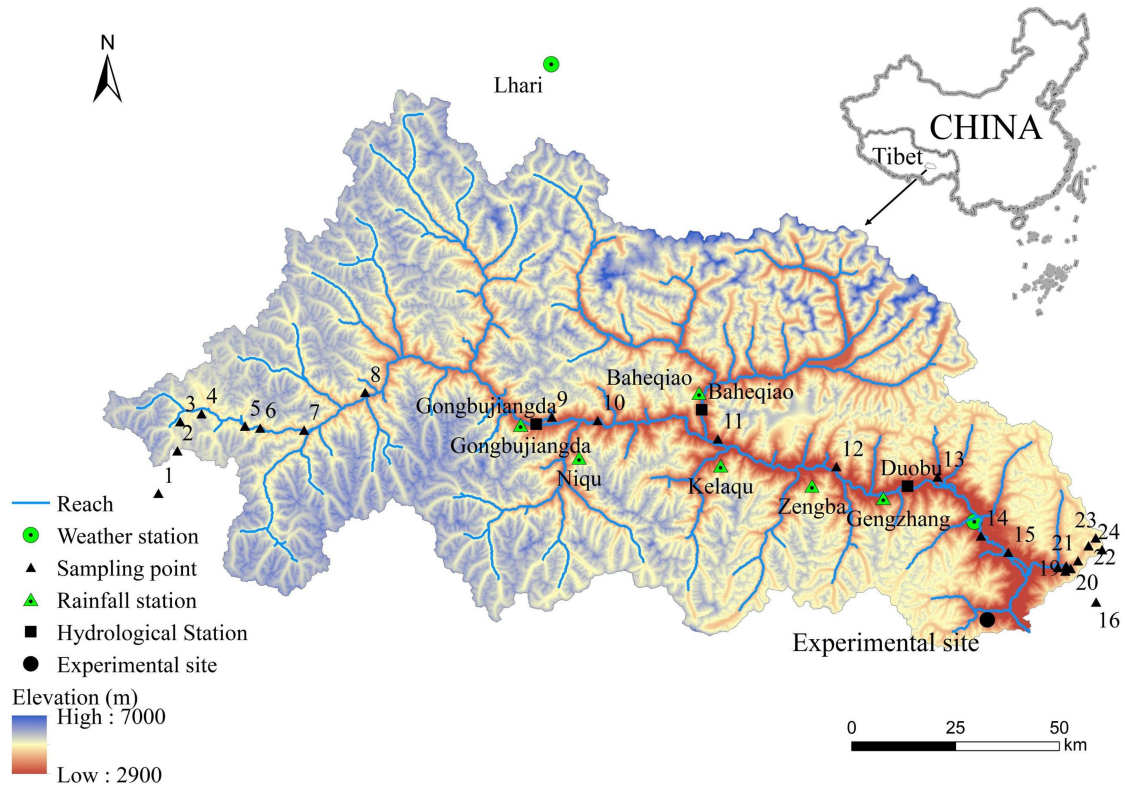 N
Lhari
CHINA
Tibet
Baheqiao
Baheqiao
3
4
5
6
7
8
2
1
Gongbujiangda
9
10
Gongbujiangda
Niqu
11
Kelaqu
12
Zengba
Duobu
13
Gengzhang
14
15
19
21
23
24
22
20
16
Experimental site
Reach
Weather station
Sampling point
Rainfall station
Hydrological Station
Experimental site
Elevation (m)
High : 7000
Low : 2900
0 25 50
km